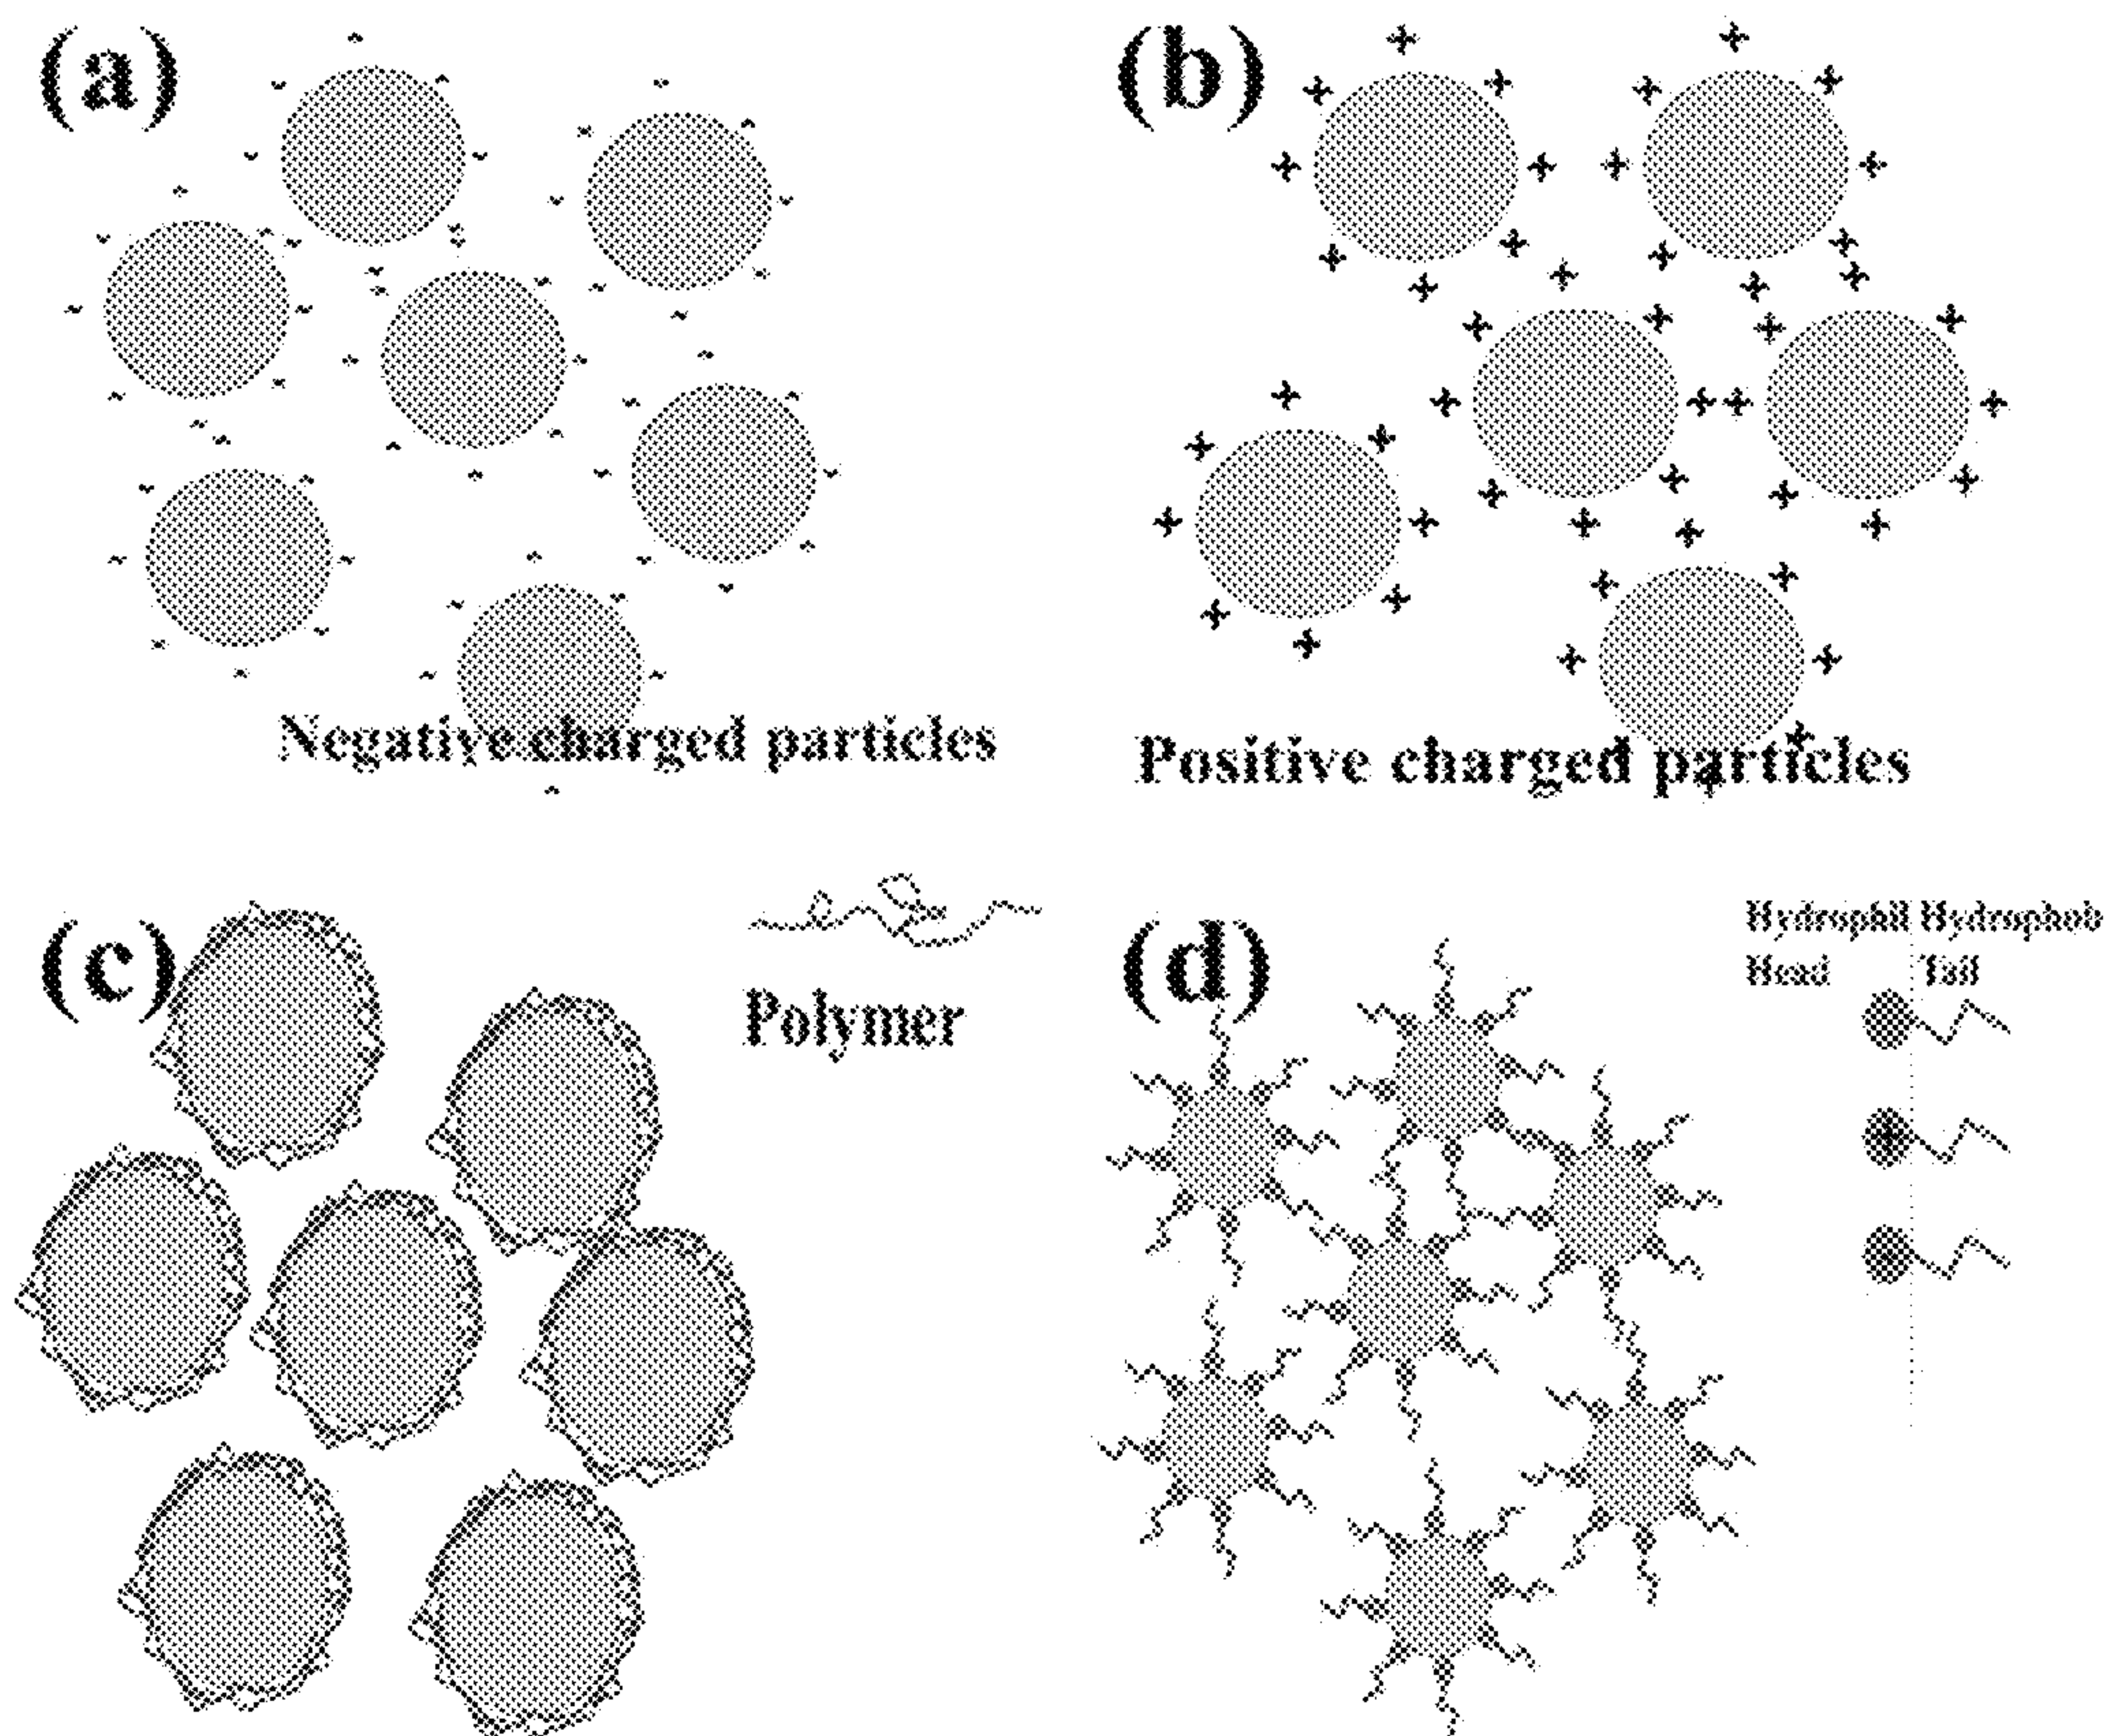 (a)
(b)
Negative charged particles
Positive charged particles
(c)
Polymer
(d)
Hydrophil Hydrophob
Head Tail